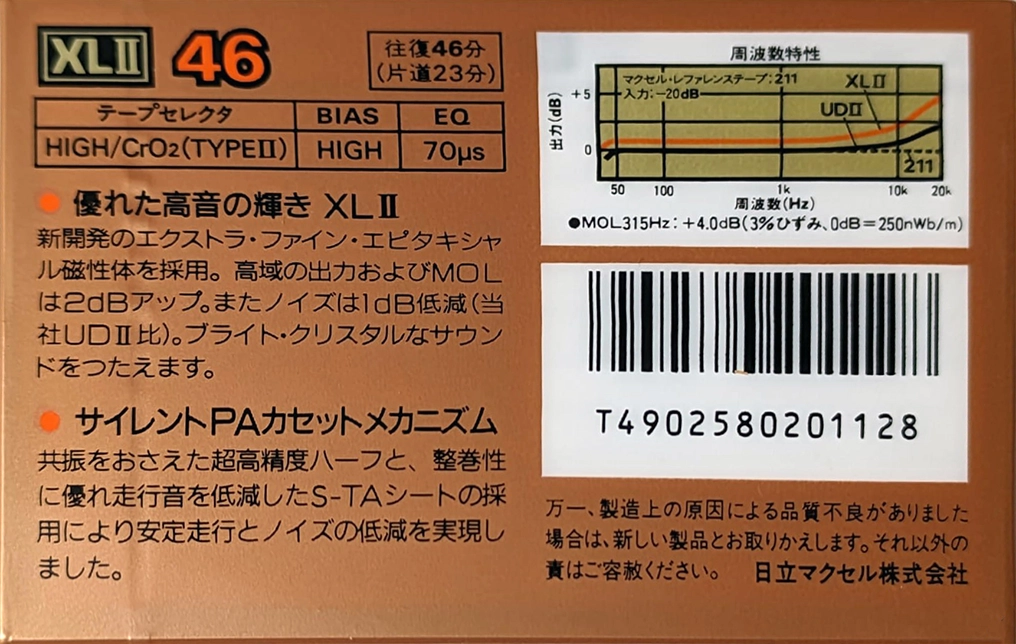 XLⅡ 46
往復46分
(片道23分)
テープセレクタ BIAS EQ
HIGH/CrO2(TYPEⅡ) HIGH 70μs
優れた高音の輝き XLⅡ
新開発のエクストラ・ファイン・エピタキシャ
ル磁性体を採用。高域の出力およびMOL
は2dBアップ。またノイズは1dB低減(当
社UDⅡ比)。ブライト・クリスタルなサウン
ドをつたえます。
サイレントPAカセットメカニズム
共振をおさえた超高精度ハーフと、整巻性
に優れ走行音を低減したS-TAシートの採
用により安定走行とノイズの低減を実現し
ました。
周波数特性
マクセル・レファレンステープ:211
入力:-20dB
XLⅡ
UDⅡ
211
出力(dB)
+5
0
50 100 1k 10k 20k
周波数(Hz)
●MOL315Hz:+4.0dB(3%ひずみ、0dB=250nWb/m)
T4902580201128
万一、製造上の原因による品質不良がありました
場合は、新しい製品とお取りかえします。それ以外の
責はご容赦ください。 日立マクセル株式会社